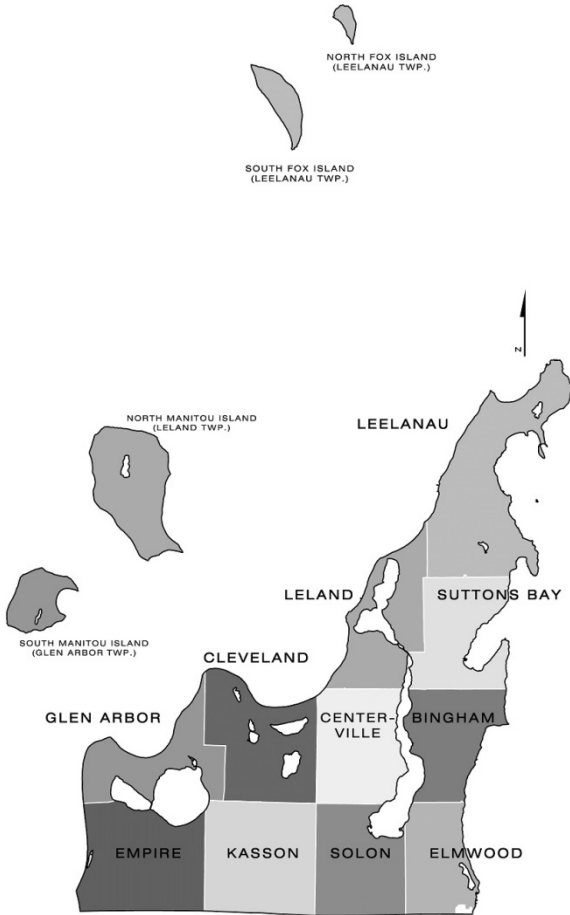 NORTH FOX ISLAND
(LEELANAU TWP.)
SOUTH FOX ISLAND
(LEELANAU TWP.)
N
NORTH MANITOU ISLAND
(LELAND TWP.)
LEELANAU
LELAND
SUTTONS BAY
SOUTH MANITOU ISLAND
(GLEN ARBOR TWP.)
CLEVELAND
GLEN ARBOR
CENTER-
VILLE
BINGHAM
EMPIRE
KASSON
SOLON
ELMWOOD